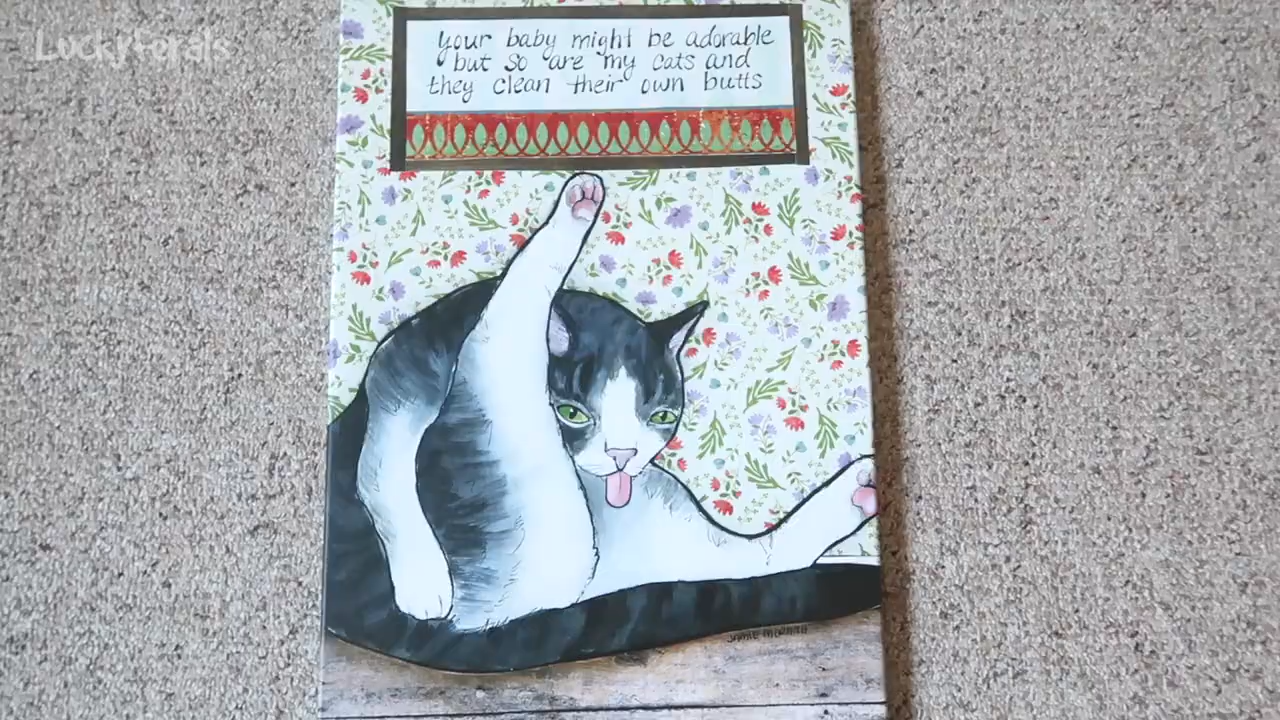 Luckyferals
your baby might be adorable
but so are my cats and
they clean their own butts